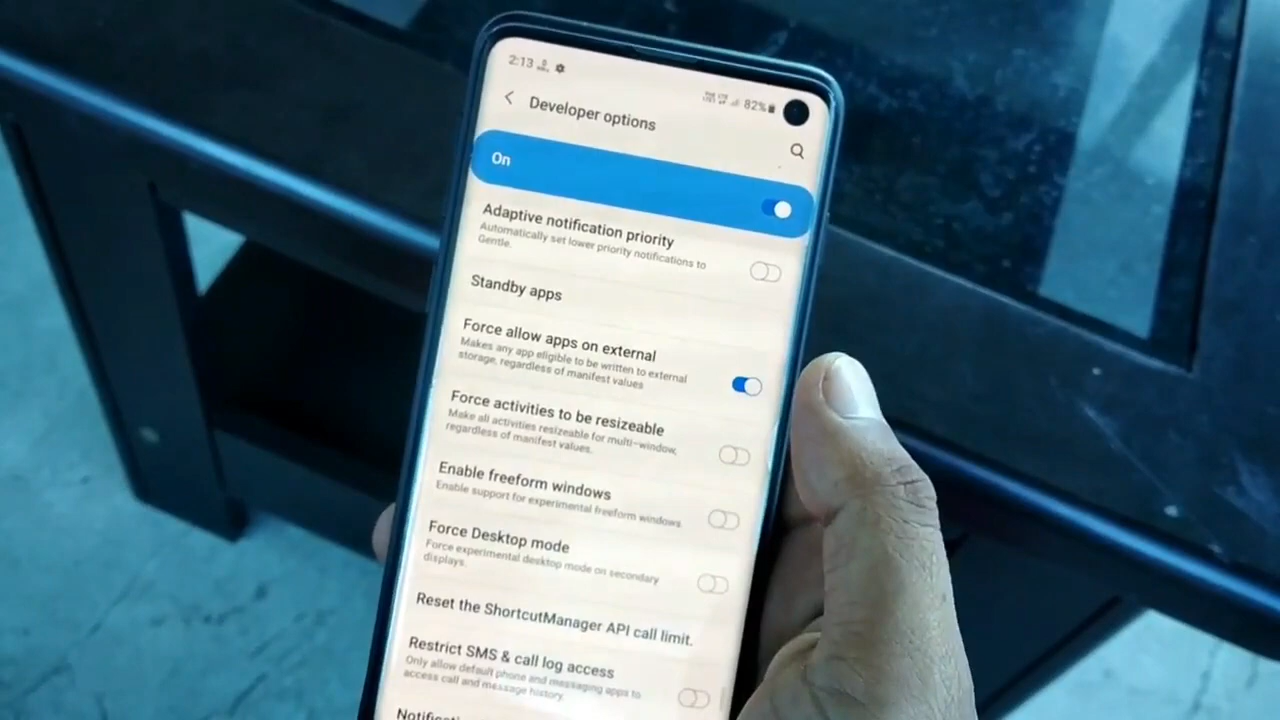 2:13
82%
Developer options
On
Adaptive notification priority
Automatically set lower priority notifications to
Gentle.
Standby apps
Force allow apps on external
Makes any app eligible to be written to external
storage, regardless of manifest values
Force activities to be resizeable
Make all activities resizeable for multi-window,
regardless of manifest values.
Enable freeform windows
Enable support for experimental freeform windows.
Force Desktop mode
Force experimental desktop mode on secondary
displays.
Reset the ShortcutManager API call limit.
Restrict SMS & call log access
Only allow default phone and messaging apps to
access call and message history.